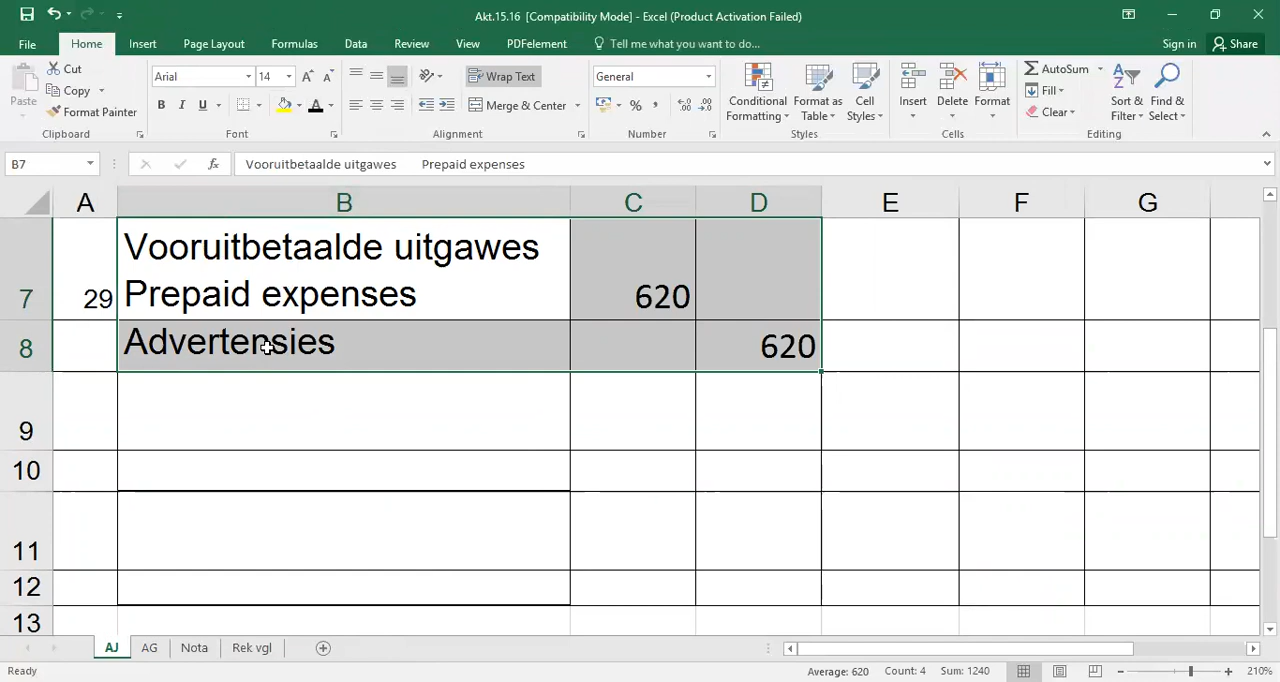 Akt.15.16 [Compatibility Mode] - Excel (Product Activation Failed)
File Home Insert Page Layout Formulas Data Review View PDFelement Tell me what you want to do... Sign in Share
Paste Cut Copy Format Painter
Arial 14 B I U
Wrap Text Merge & Center
General % ,
Conditional Formatting Format as Table Cell Styles
Insert Delete Format
AutoSum Fill Clear Sort & Filter Find & Select
Clipboard Font Alignment Number Styles Cells Editing
B7 fx Vooruitbetaalde uitgawes Prepaid expenses
A B C D E F G
Vooruitbetaalde uitgawes
7 29 Prepaid expenses 620
8 Advertensies 620
9
10
11
12
13
AJ AG Nota Rek vgl
Ready Average: 620 Count: 4 Sum: 1240 210%